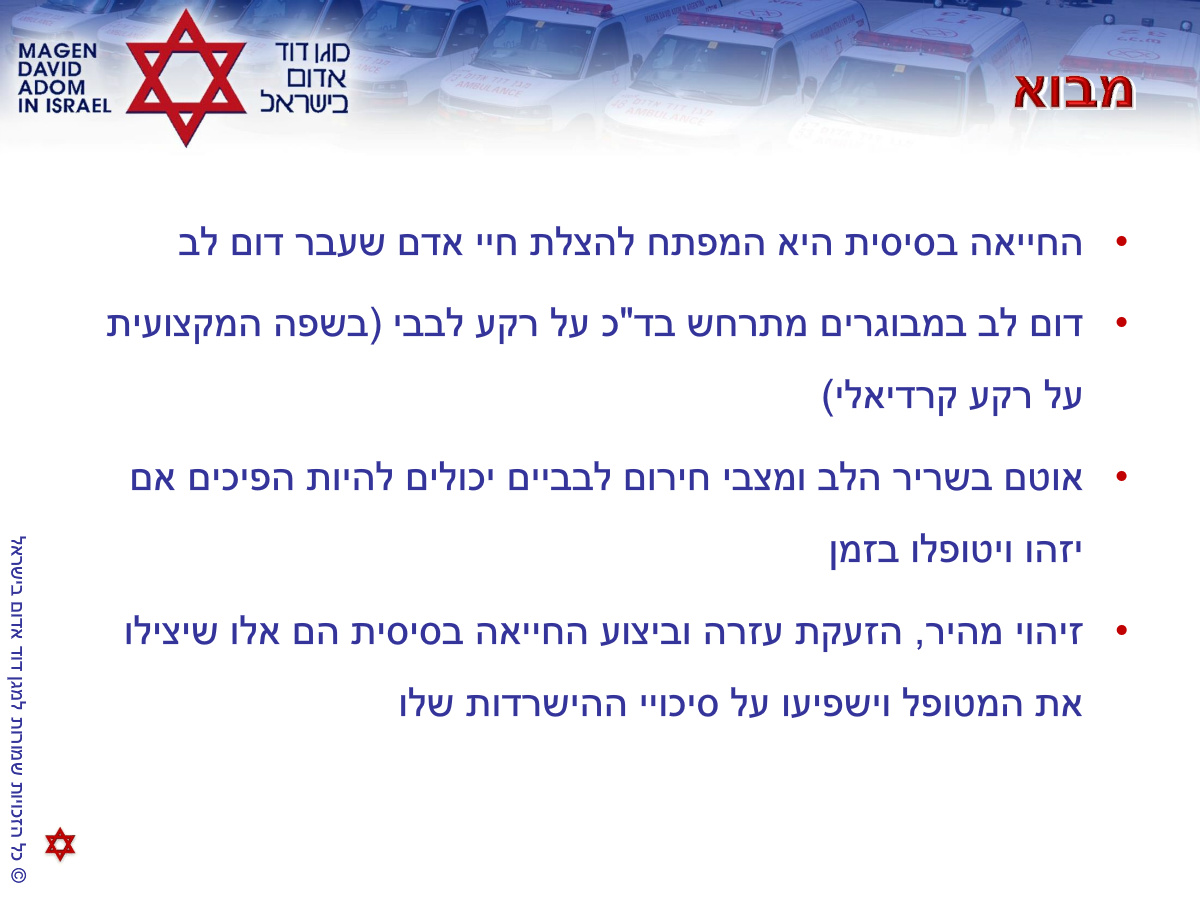 MAGEN
DAVID
ADOM
IN ISRAEL
מגן דוד
אדום
בישראל
מבוא
• החייאה בסיסית היא המפתח להצלת חיי אדם שעבר דום לב
• דום לב במבוגרים מתרחש בד"כ על רקע לבבי (בשפה המקצועית
על רקע קרדיאלי)
• אוטם בשריר הלב ומצבי חירום לבביים יכולים להיות הפיכים אם
יזהו ויטופלו בזמן
• זיהוי מהיר, הזעקת עזרה וביצוע החייאה בסיסית הם אלו שיצילו
את המטופל וישפיעו על סיכויי ההישרדות שלו
© כל הזכויות שמורות למגן דוד אדום בישראל